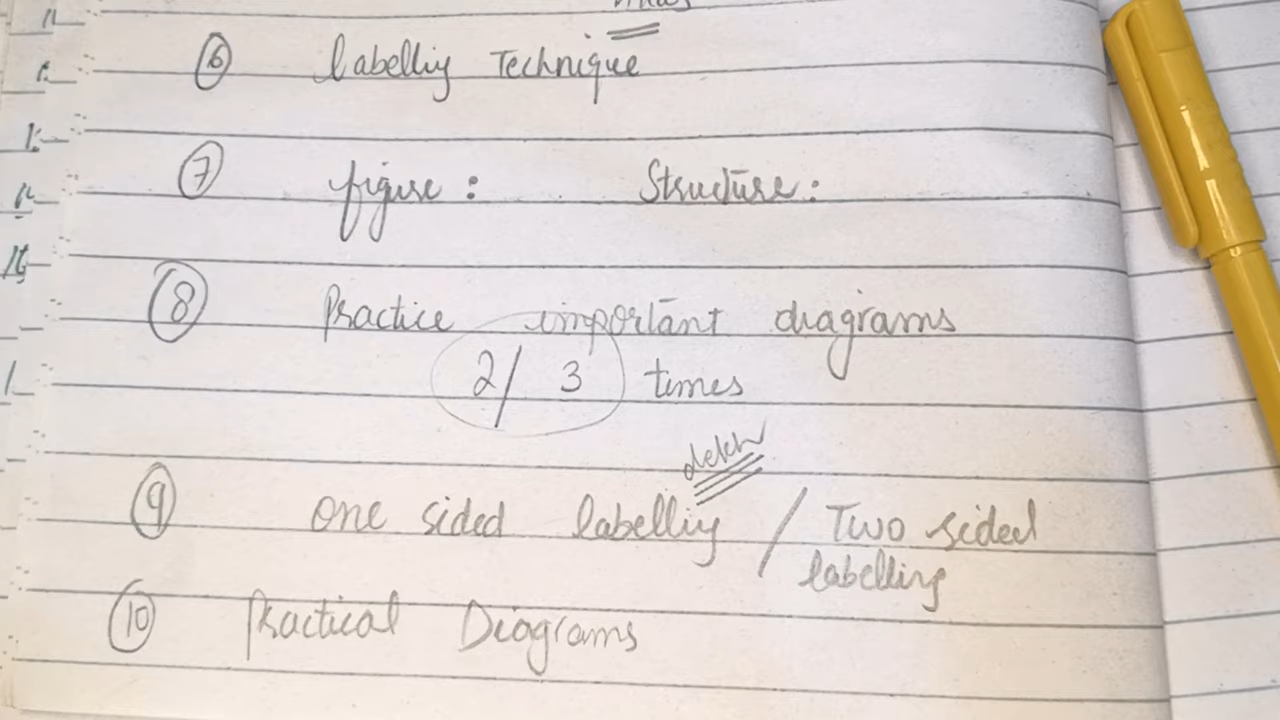 ⑥ labelling Technique
⑦ figure : Structure :
⑧ Practice important diagrams
2/ 3 times
⑨ One sided labelling / Two sided
labelling
⑩ Practical Diagrams